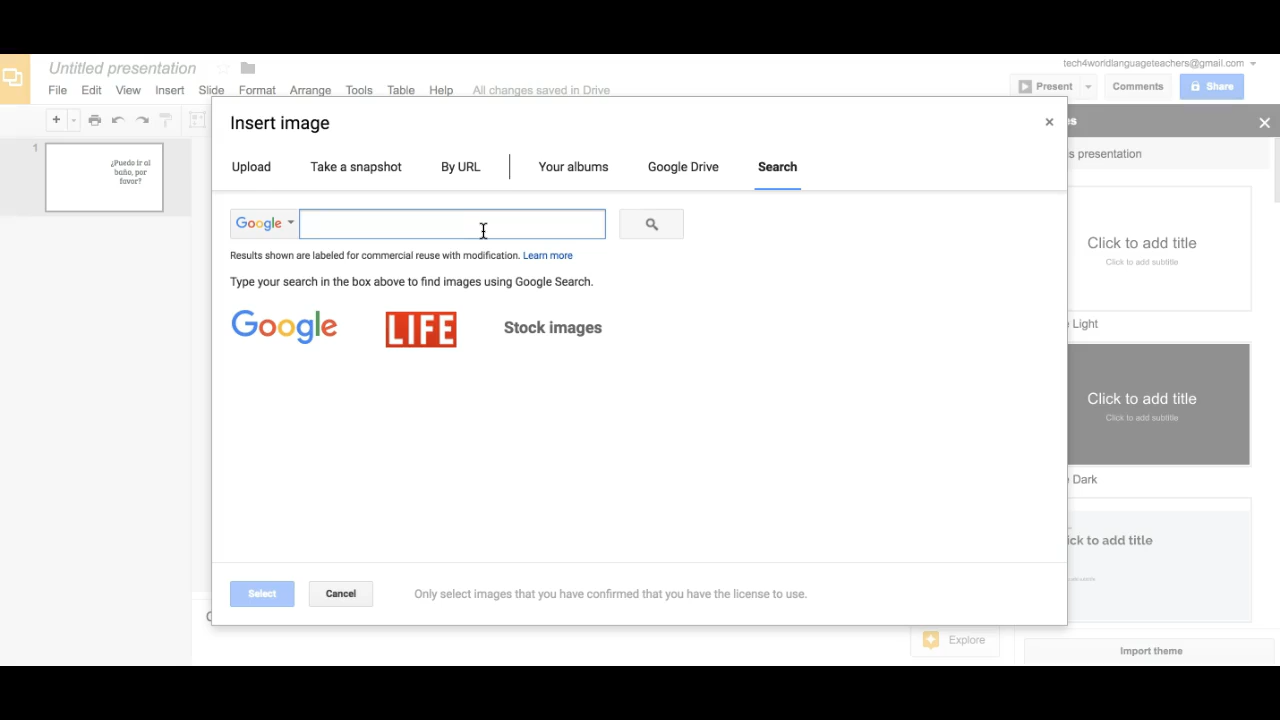 Untitled presentation
tech4worldlanguageteachers@gmail.com
File Edit View Insert Slide Format Arrange Tools Table Help All changes saved in Drive
Present Comments Share
Insert image
Upload Take a snapshot By URL Your albums Google Drive Search
Google
Results shown are labeled for commercial reuse with modification. Learn more
Type your search in the box above to find images using Google Search.
Google LIFE Stock images
Select Cancel Only select images that you have confirmed that you have the license to use.
1
¿Puedo ir al
baño, por
favor?
s presentation
Click to add title
Click to add subtitle
Light
Click to add title
Click to add subtitle
Dark
ick to add title
Explore
Import theme